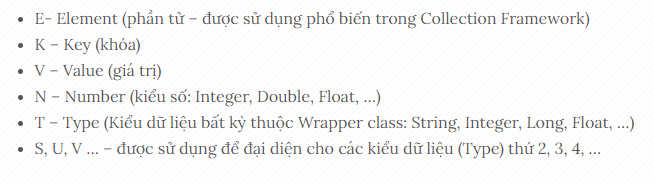 • E- Element (phần tử – được sử dụng phổ biến trong Collection Framework)
• K – Key (khóa)
• V – Value (giá trị)
• N – Number (kiểu số: Integer, Double, Float, …)
• T – Type (Kiểu dữ liệu bất kỳ thuộc Wrapper class: String, Integer, Long, Float, …)
• S, U, V … – được sử dụng để đại diện cho các kiểu dữ liệu (Type) thứ 2, 3, 4, …